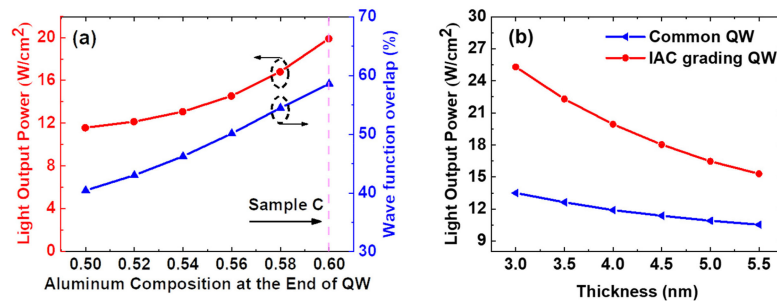 (a)
Light Output Power (W/cm²)
20
16
12
8
4
0
Wave function overlap (%)
70
60
50
40
30
Sample C
0.50 0.52 0.54 0.56 0.58 0.60
Aluminum Composition at the End of QW
(b)
Common QW
IAC grading QW
Light Output Power (W/cm²)
30
27
24
21
18
15
12
9
3.0 3.5 4.0 4.5 5.0 5.5
Thickness (nm)